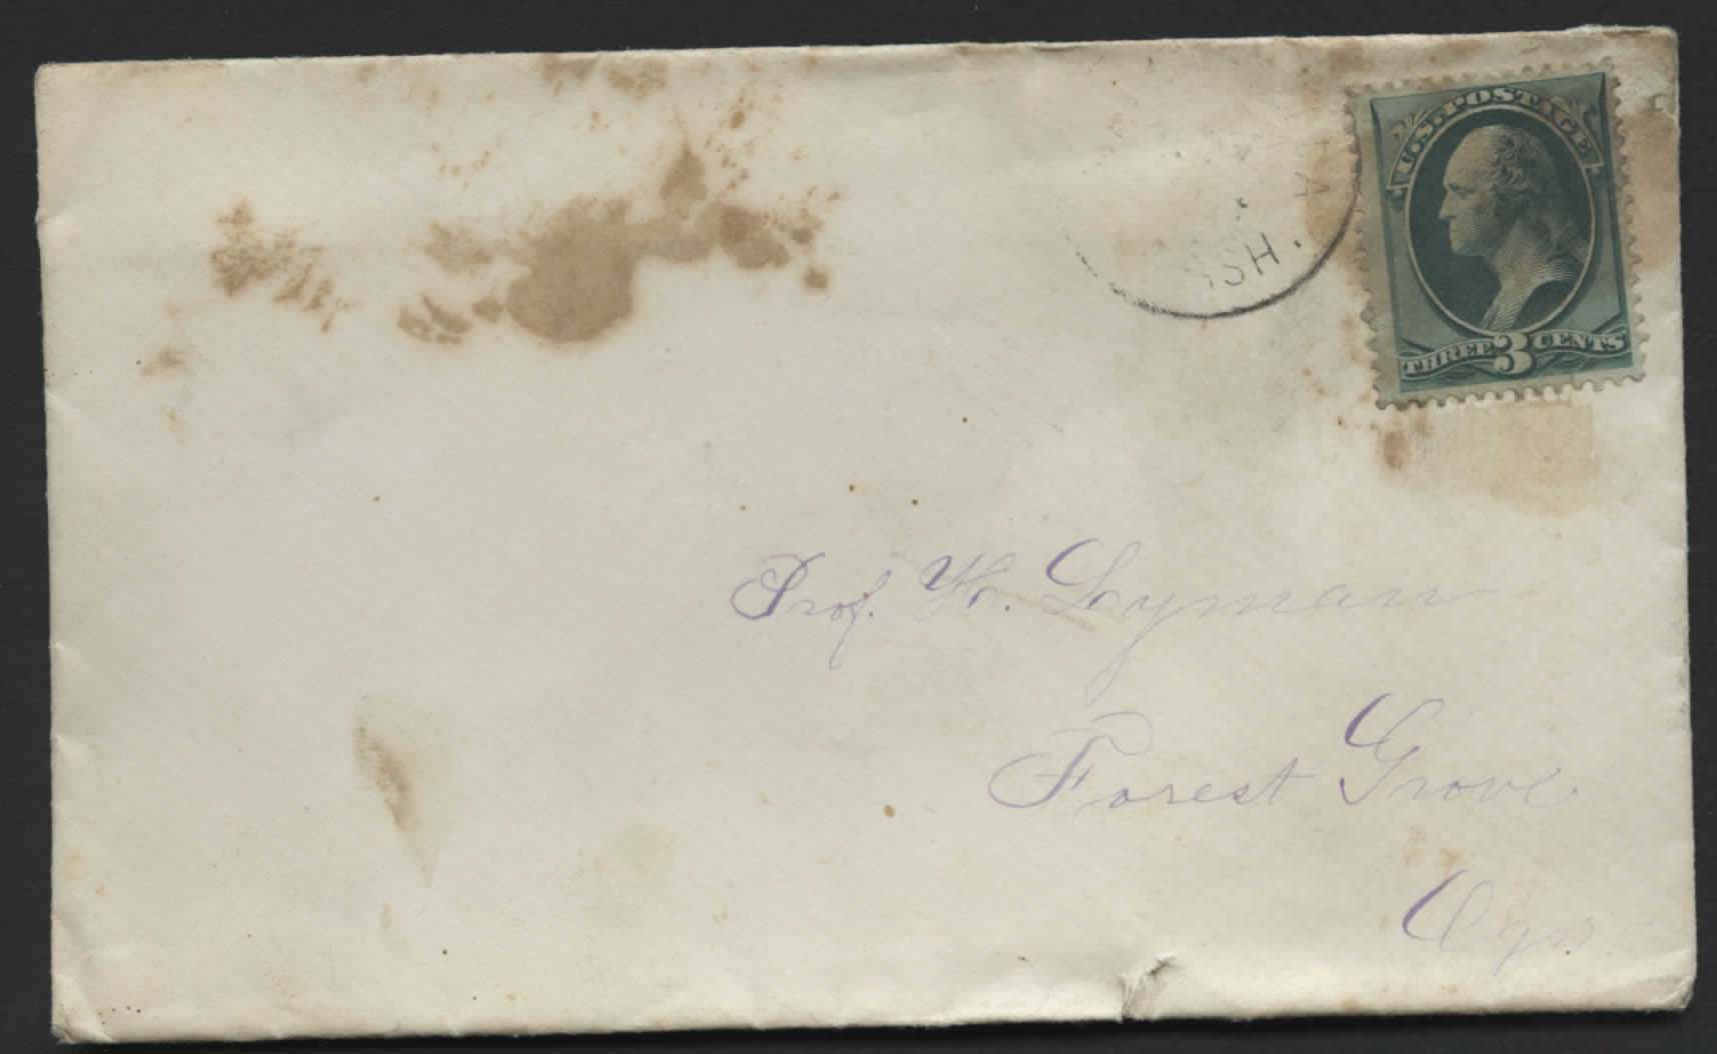 U.S. POSTAGE
THREE 3 CENTS
SH.
Prof. H. Lyman
Forest Grove
Ogn.